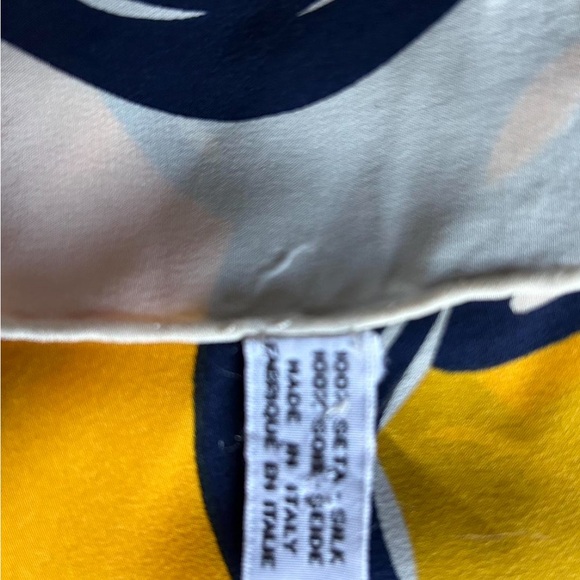 100% SETA - SILK
100% SOIE - SEIDE
MADE IN ITALY
FABRIQUE EN ITALIE